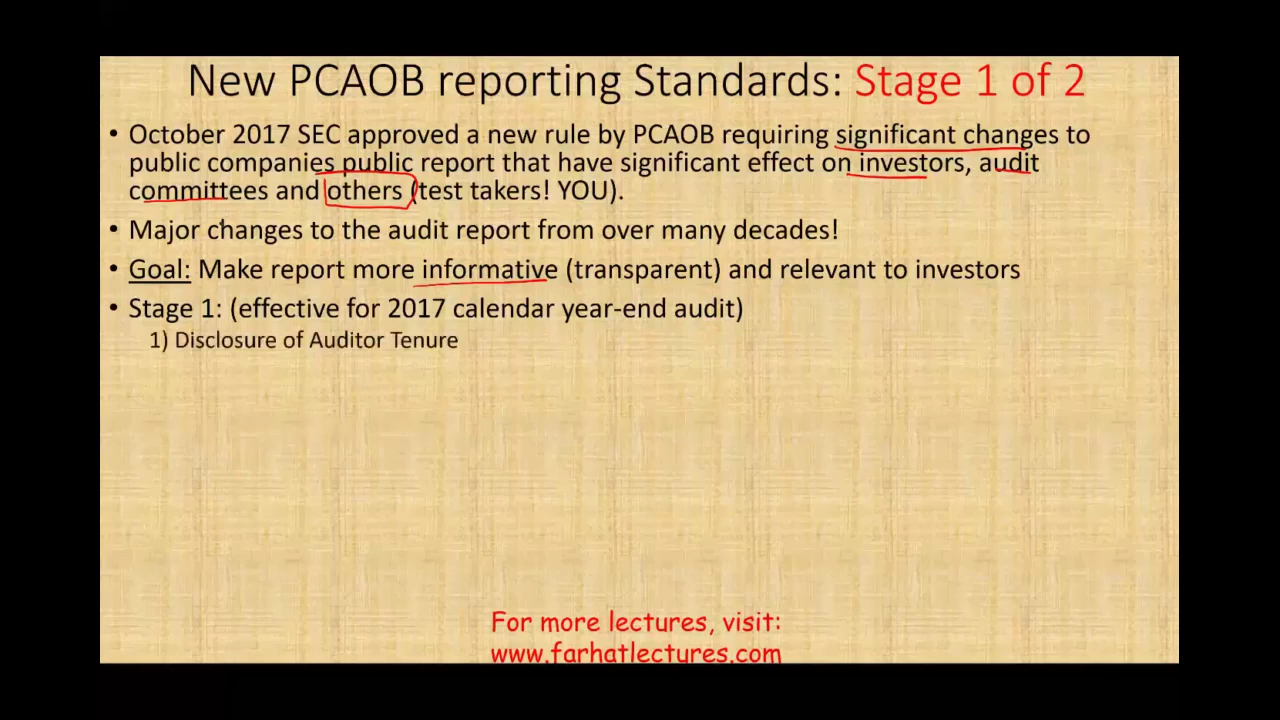 New PCAOB reporting Standards: Stage 1 of 2
• October 2017 SEC approved a new rule by PCAOB requiring significant changes to
public companies public report that have significant effect on investors, audit
committees and others (test takers! YOU).
• Major changes to the audit report from over many decades!
• Goal: Make report more informative (transparent) and relevant to investors
• Stage 1: (effective for 2017 calendar year-end audit)
1) Disclosure of Auditor Tenure
For more lectures, visit:
www.farhatlectures.com